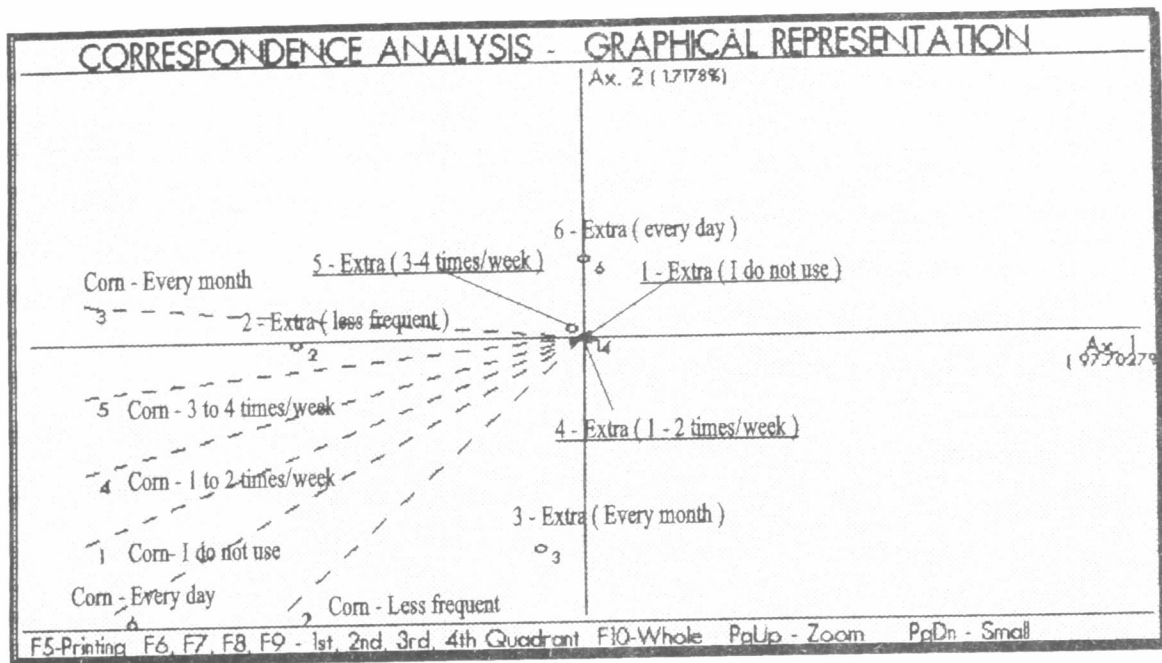 CORRESPONDENCE ANALYSIS - GRAPHICAL REPRESENTATION
Ax. 2 ( 1.7178%)
6 - Extra ( every day )
6
5 - Extra ( 3-4 times/week )
1 - Extra ( I do not use )
Corn - Every month
3
2 - Extra ( less frequent )
2
14
Ax. 1
( 97.7027%
5 Corn - 3 to 4 times/week
4 - Extra ( 1 - 2 times/week )
4 Corn - 1 to 2 times/week
3 - Extra ( Every month )
3
1 Corn- I do not use
Corn - Every day
6
2 Corn - Less frequent
F5-Printing F6, F7, F8, F9 - 1st, 2nd, 3rd, 4th Quadrant F10-Whole PgUp - Zoom PgDn - Small